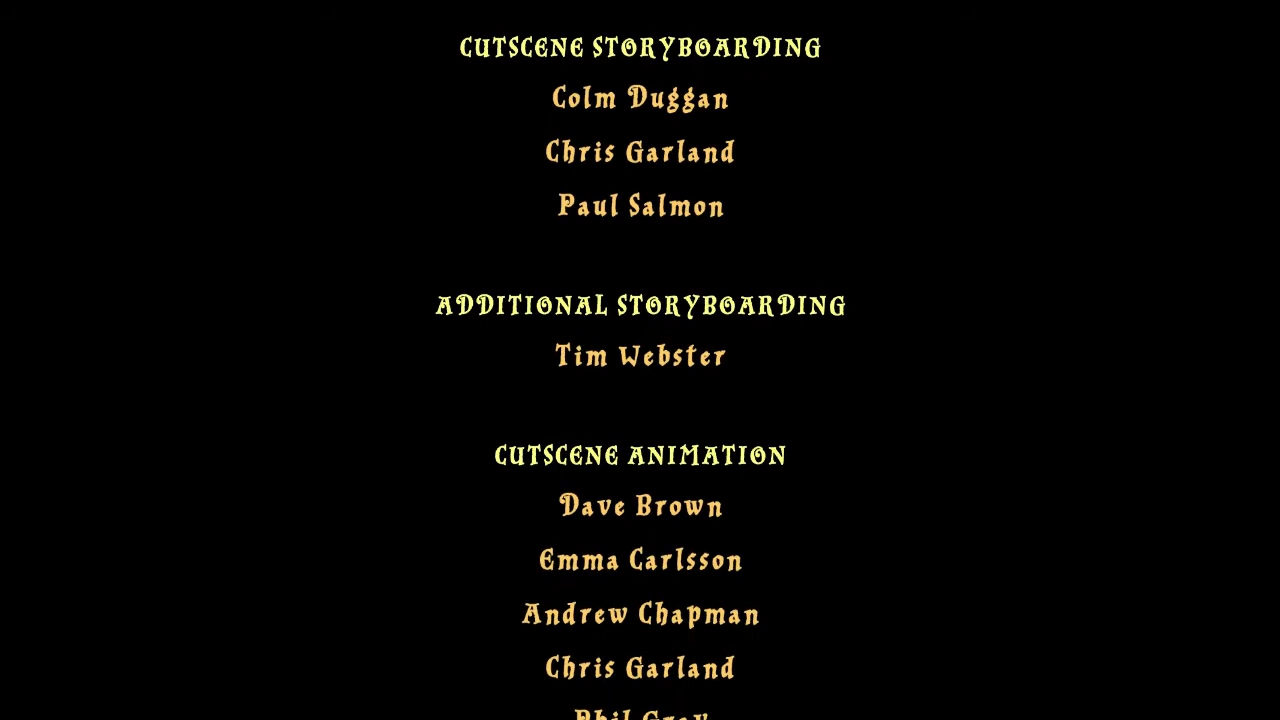 CUTSCENE STORYBOARDING
Colm Duggan
Chris Garland
Paul Salmon
ADDITIONAL STORYBOARDING
Tim Webster
CUTSCENE ANIMATION
Dave Brown
Emma Carlsson
Andrew Chapman
Chris Garland
Phil